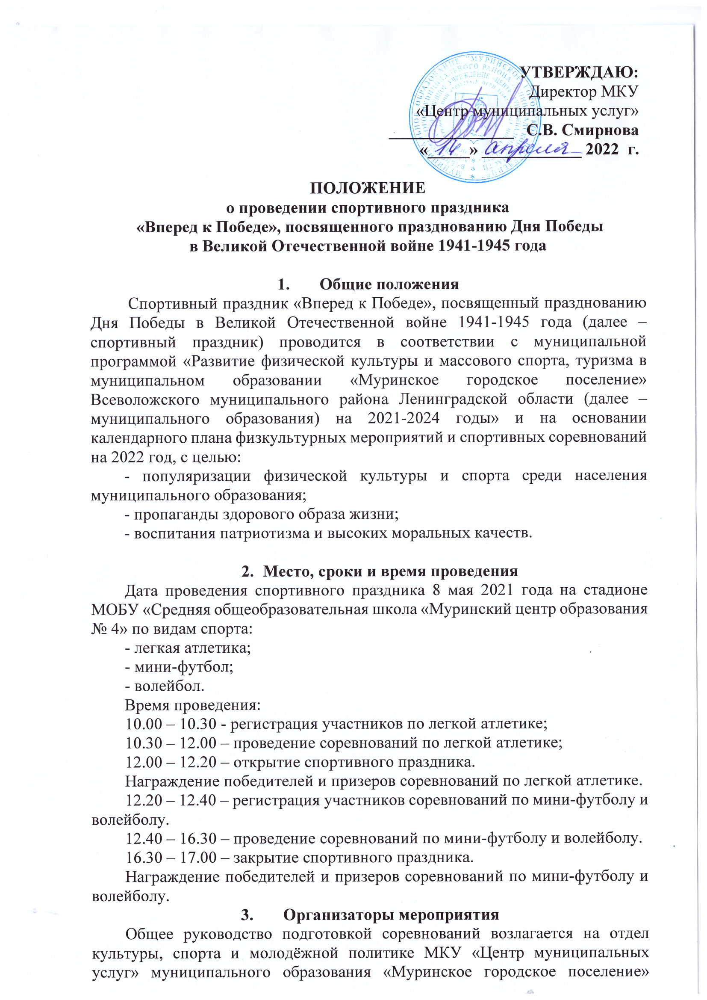 УТВЕРЖДАЮ:
Директор МКУ
«Центр муниципальных услуг»
С.В. Смирнова
«14» апреля 2022 г.
ПОЛОЖЕНИЕ
о проведении спортивного праздника
«Вперед к Победе», посвященного празднованию Дня Победы
в Великой Отечественной войне 1941-1945 года
1. Общие положения
Спортивный праздник «Вперед к Победе», посвященный празднованию
Дня Победы в Великой Отечественной войне 1941-1945 года (далее –
спортивный праздник) проводится в соответствии с муниципальной
программой «Развитие физической культуры и массового спорта, туризма в
муниципальном образовании «Муринское городское поселение»
Всеволожского муниципального района Ленинградской области (далее –
муниципального образования) на 2021-2024 годы» и на основании
календарного плана физкультурных мероприятий и спортивных соревнований
на 2022 год, с целью:
- популяризации физической культуры и спорта среди населения
муниципального образования;
- пропаганды здорового образа жизни;
- воспитания патриотизма и высоких моральных качеств.
2. Место, сроки и время проведения
Дата проведения спортивного праздника 8 мая 2021 года на стадионе
МОБУ «Средняя общеобразовательная школа «Муринский центр образования
№ 4» по видам спорта:
- легкая атлетика;
- мини-футбол;
- волейбол.
Время проведения:
10.00 – 10.30 - регистрация участников по легкой атлетике;
10.30 – 12.00 – проведение соревнований по легкой атлетике;
12.00 – 12.20 – открытие спортивного праздника.
Награждение победителей и призеров соревнований по легкой атлетике.
12.20 – 12.40 – регистрация участников соревнований по мини-футболу и
волейболу.
12.40 – 16.30 – проведение соревнований по мини-футболу и волейболу.
16.30 – 17.00 – закрытие спортивного праздника.
Награждение победителей и призеров соревнований по мини-футболу и
волейболу.
3. Организаторы мероприятия
Общее руководство подготовкой соревнований возлагается на отдел
культуры, спорта и молодёжной политике МКУ «Центр муниципальных
услуг» муниципального образования «Муринское городское поселение»